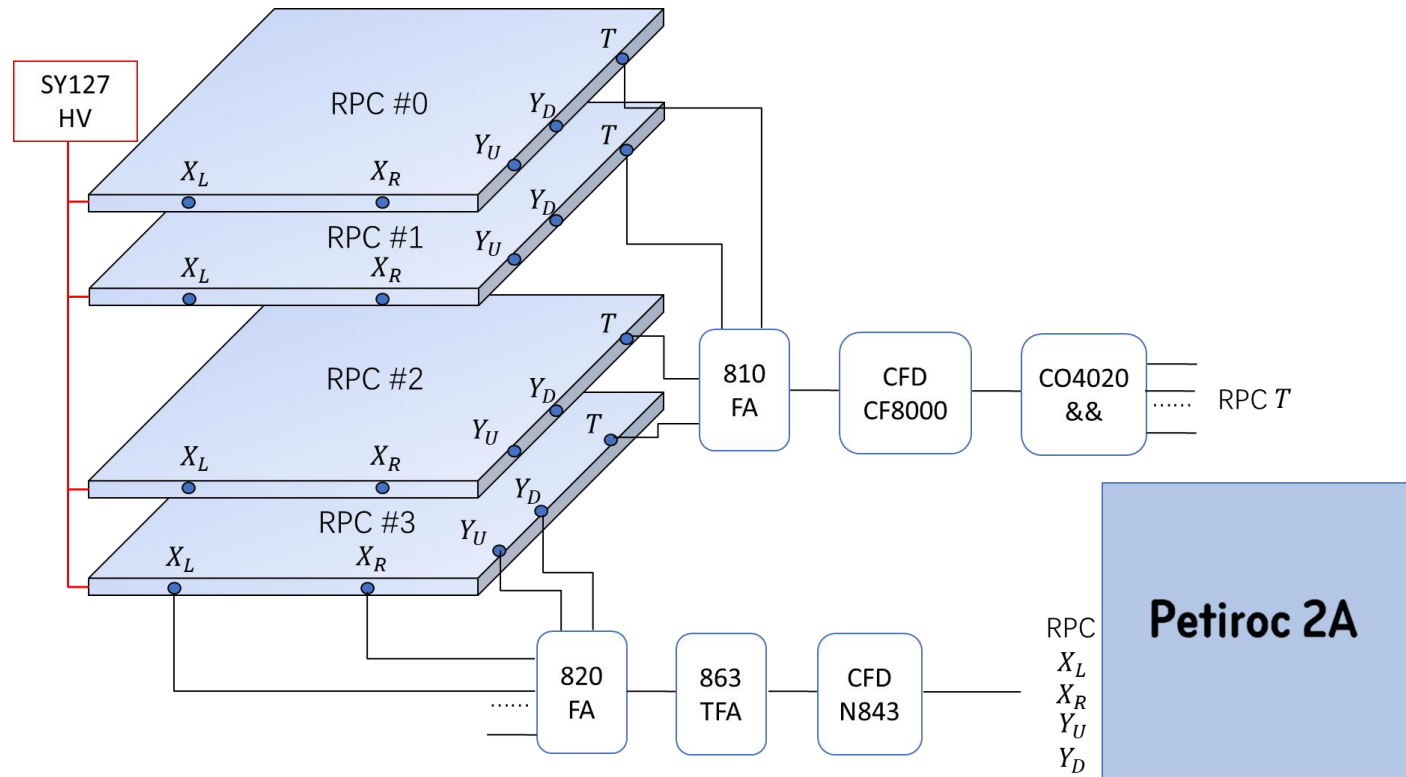 SY127
HV
RPC #0
T
Y_D
Y_U
X_L
X_R
RPC #1
T
Y_D
Y_U
X_L
X_R
RPC #2
T
Y_D
Y_U
X_L
X_R
RPC #3
T
Y_D
Y_U
X_L
X_R
810
FA
CFD
CF8000
CO4020
&&
......
RPC T
820
FA
......
863
TFA
CFD
N843
RPC
X_L
X_R
Y_U
Y_D
Petiroc 2A